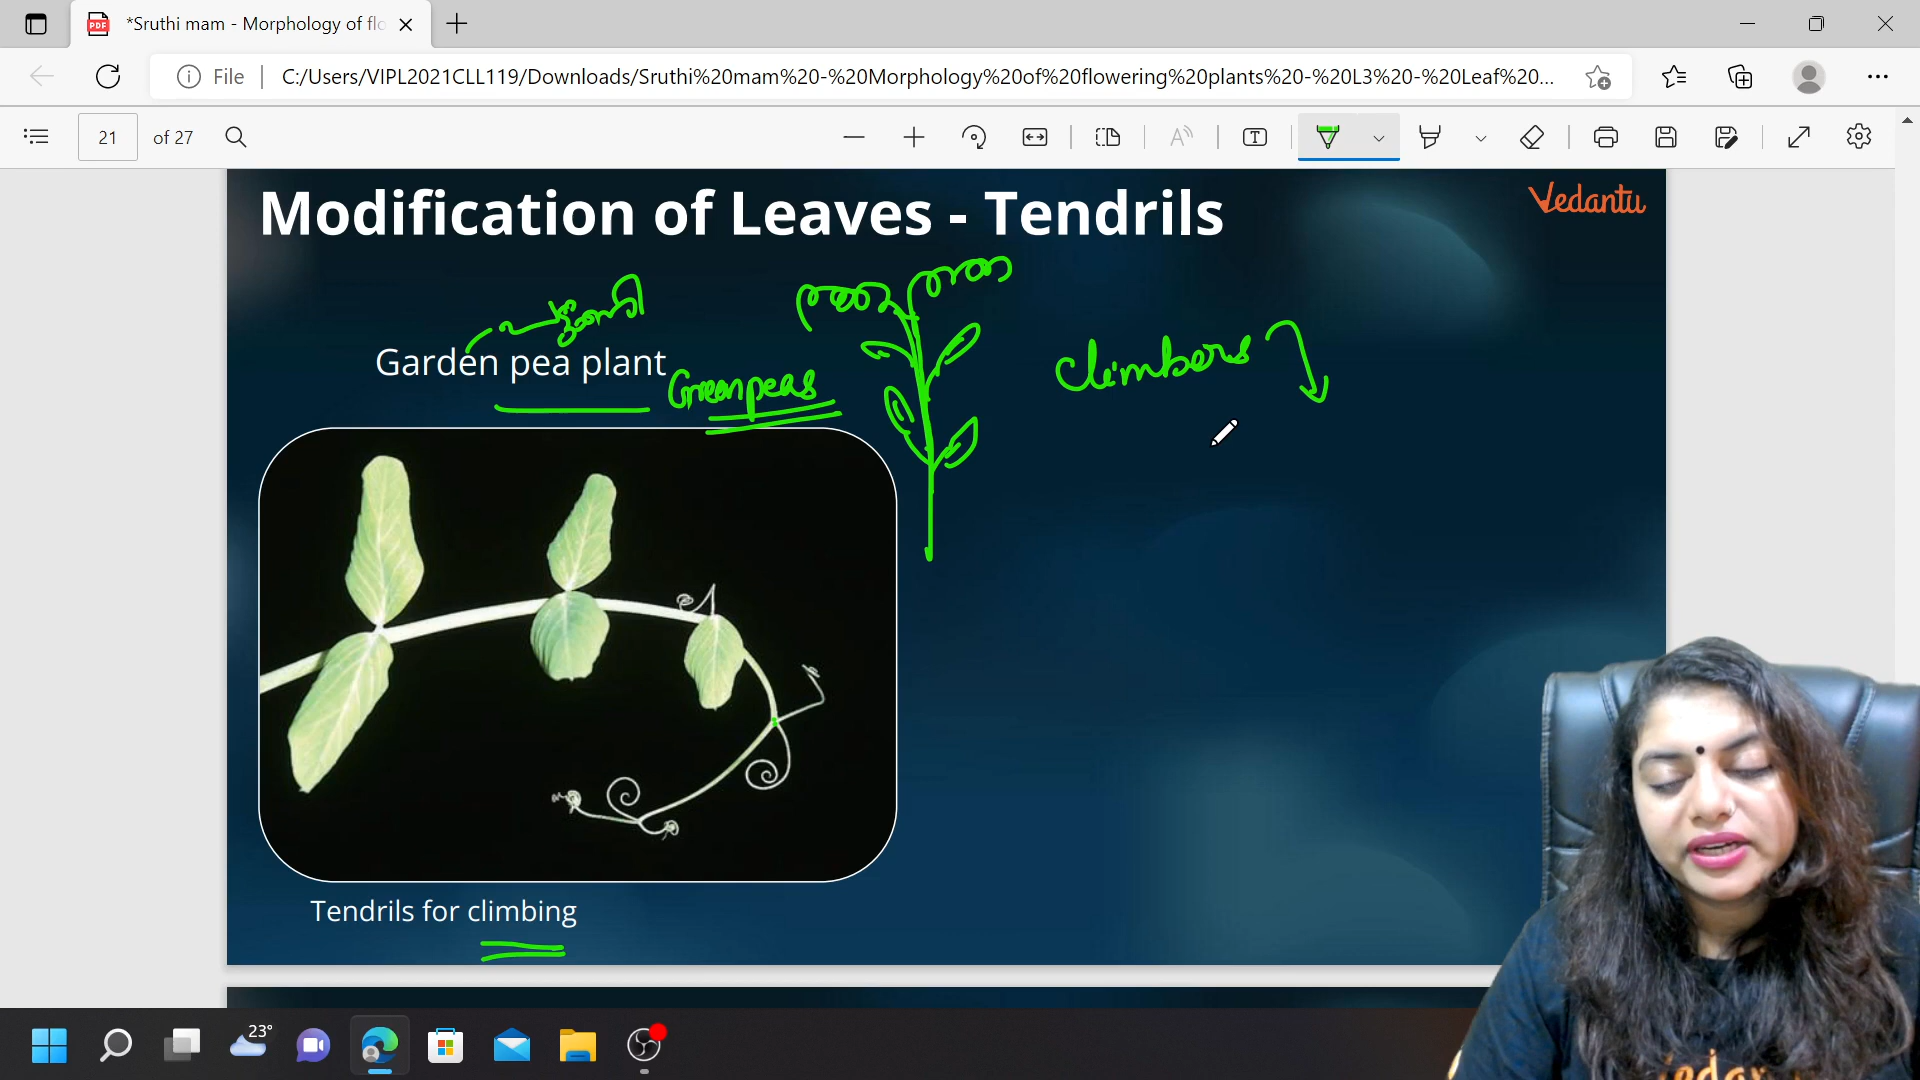 *Sruthi mam - Morphology of flo
File
C:/Users/VIPL2021CLL119/Downloads/Sruthi%20mam%20-%20Morphology%20of%20flowering%20plants%20-%20L3%20-%20Leaf%20...
21 of 27
Modification of Leaves - Tendrils
Vedantu
Garden pea plant
Greenpeas
Climbers
Tendrils for climbing
23°